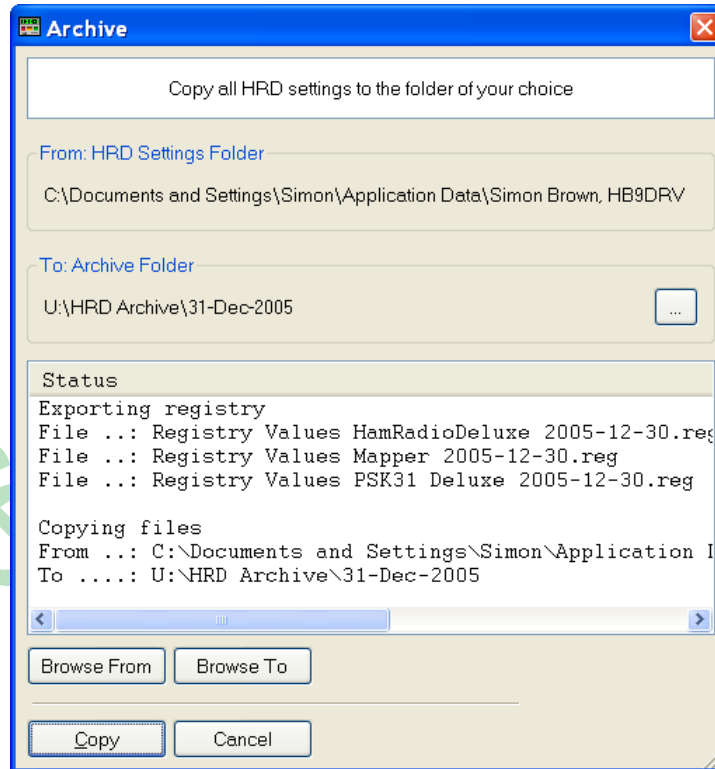 Archive
Copy all HRD settings to the folder of your choice
From: HRD Settings Folder
C:\Documents and Settings\Simon\Application Data\Simon Brown, HB9DRV
To: Archive Folder
U:\HRD Archive\31-Dec-2005
...
Status
Exporting registry
File ..: Registry Values HamRadioDeluxe 2005-12-30.reg
File ..: Registry Values Mapper 2005-12-30.reg
File ..: Registry Values PSK31 Deluxe 2005-12-30.reg
Copying files
From ..: C:\Documents and Settings\Simon\Application
To ....: U:\HRD Archive\31-Dec-2005
Browse From
Browse To
Copy
Cancel